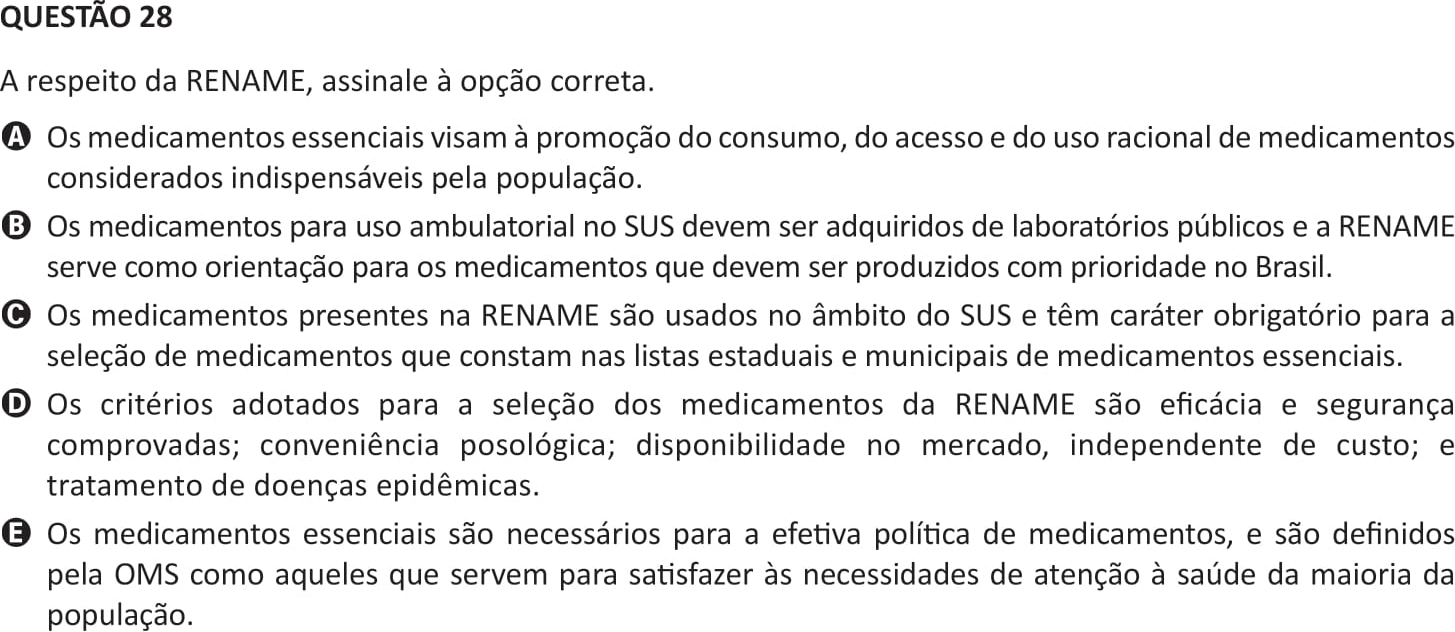 QUESTÃO 28
A respeito da RENAME, assinale à opção correta.
A Os medicamentos essenciais visam à promoção do consumo, do acesso e do uso racional de medicamentos
considerados indispensáveis pela população.
B Os medicamentos para uso ambulatorial no SUS devem ser adquiridos de laboratórios públicos e a RENAME
serve como orientação para os medicamentos que devem ser produzidos com prioridade no Brasil.
C Os medicamentos presentes na RENAME são usados no âmbito do SUS e têm caráter obrigatório para a
seleção de medicamentos que constam nas listas estaduais e municipais de medicamentos essenciais.
D Os critérios adotados para a seleção dos medicamentos da RENAME são eficácia e segurança
comprovadas; conveniência posológica; disponibilidade no mercado, independente de custo; e
tratamento de doenças epidêmicas.
E Os medicamentos essenciais são necessários para a efetiva política de medicamentos, e são definidos
pela OMS como aqueles que servem para satisfazer às necessidades de atenção à saúde da maioria da
população.